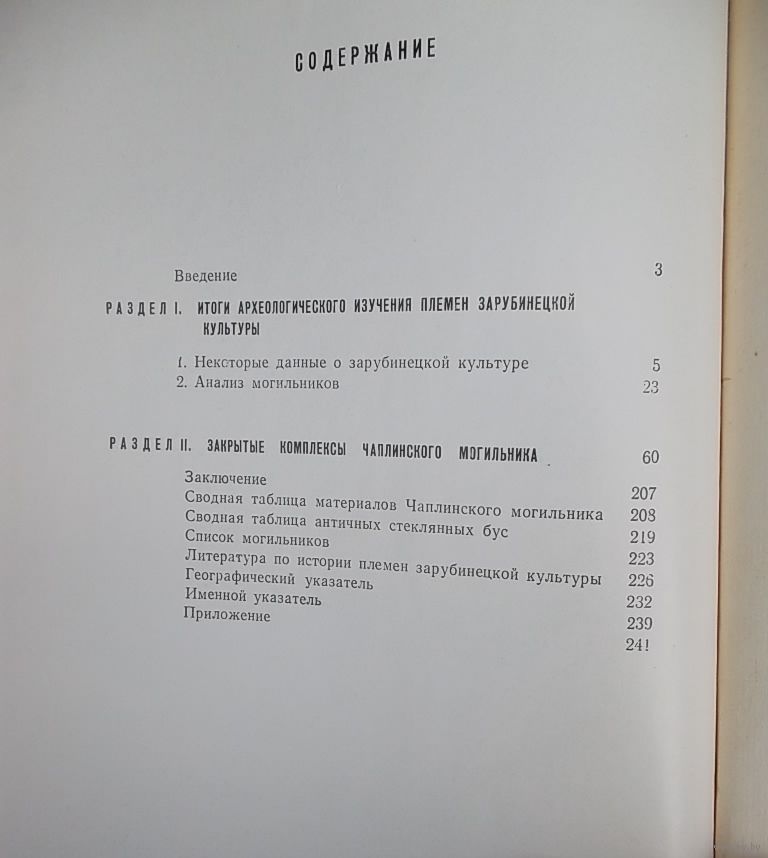 СОДЕРЖАНИЕ
Введение 3
РАЗДЕЛ I. ИТОГИ АРХЕОЛОГИЧЕСКОГО ИЗУЧЕНИЯ ПЛЕМЕН ЗАРУБИНЕЦКОЙ
КУЛЬТУРЫ
1. Некоторые данные о зарубинецкой культуре 5
2. Анализ могильников 23
РАЗДЕЛ II. ЗАКРЫТЫЕ КОМПЛЕКСЫ ЧАПЛИНСКОГО МОГИЛЬНИКА 60
Заключение 207
Сводная таблица материалов Чаплинского могильника 208
Сводная таблица античных стеклянных бус 219
Список могильников 223
Литература по истории племен зарубинецкой культуры 226
Географический указатель 232
Именной указатель 239
Приложение 241